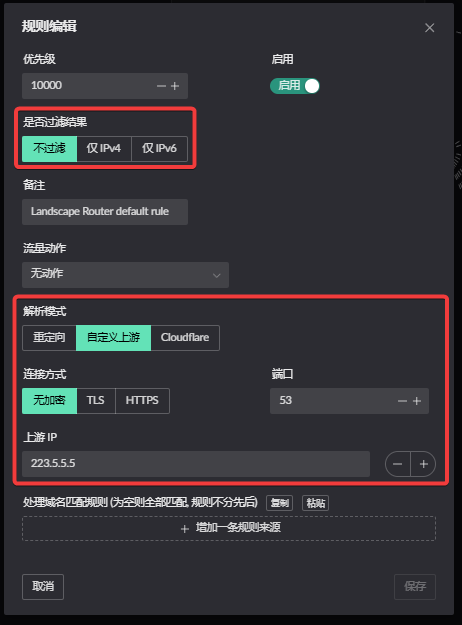 规则编辑
优先级 启用
10000 启用
是否过滤结果
不过滤 仅 IPv4 仅 IPv6
备注
Landscape Router default rule
流量动作
无动作
解析模式
重定向 自定义上游 Cloudflare
连接方式 端口
无加密 TLS HTTPS 53
上游 IP
223.5.5.5
处理域名匹配规则 (为空则全部匹配, 规则不分先后) 复制 粘贴
+ 增加一条规则来源
取消 保存